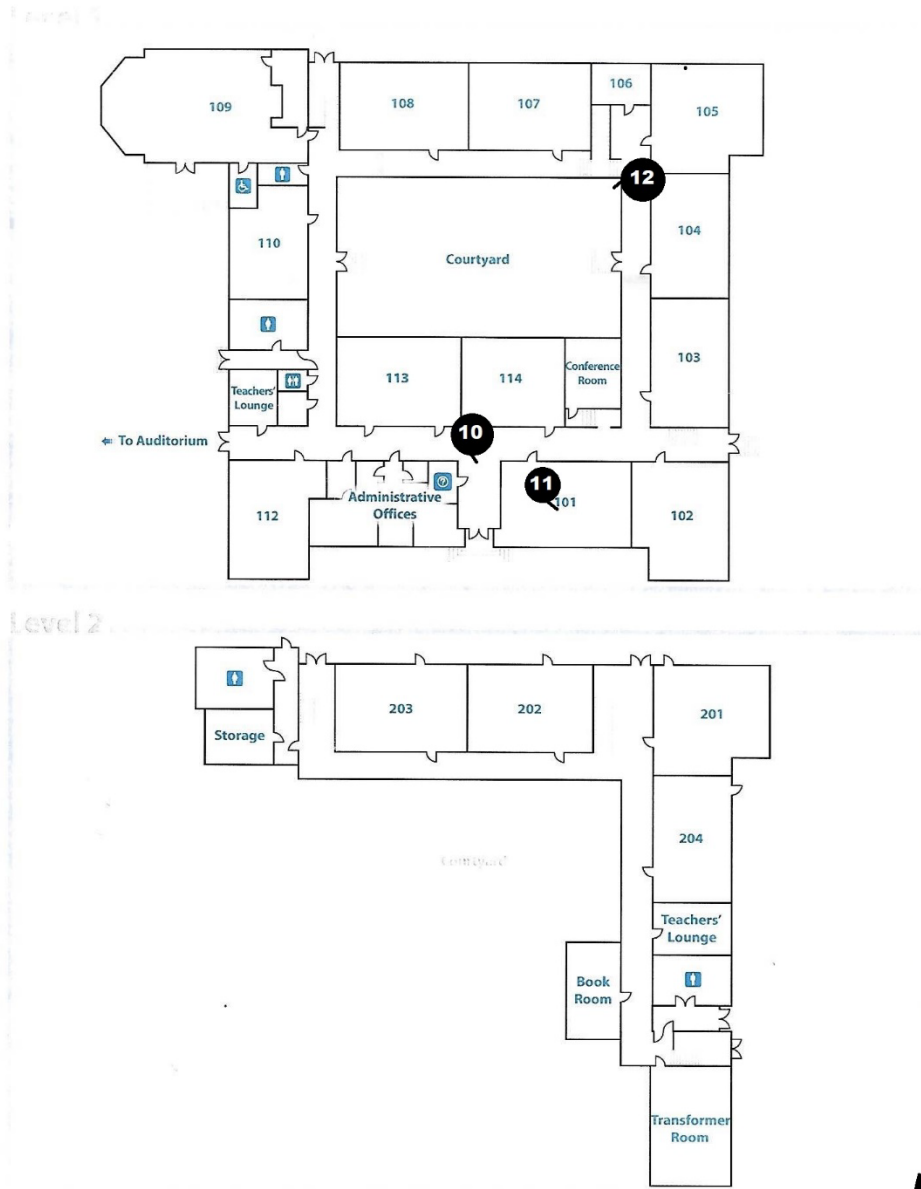 Level 1
106
109
108
107
105
12
104
110
Courtyard
103
Conference
Room
113
114
Teachers'
Lounge
10
To Auditorium
11
101
Administrative
Offices
112
102
Level 2
203
202
201
Storage
204
Courtyard
Teachers'
Lounge
Book
Room
Transformer
Room